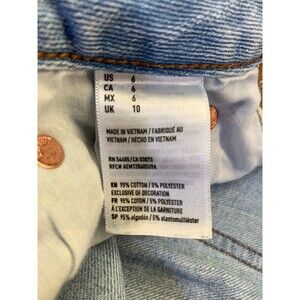 US 6
CA 6
MX 6
UK 10
MADE IN VIETNAM / FABRIQUÉ AU
VIETNAM / HECHO EN VIETNAM
RN 54485/CA 03873
RFC# AEM1206605U9A
EN 95% COTTON / 5% POLYESTER
EXCLUSIVE OF DECORATION
FR 95% COTON / 5% POLYESTER
À L'EXCEPTION DE LA GARNITURE
SP 95% algodón / 5% elastomultiéster